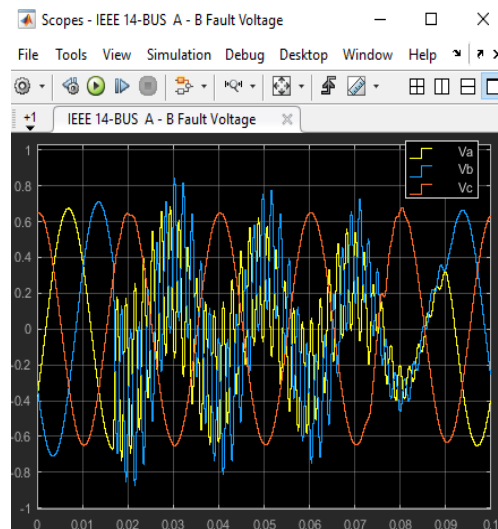 Scopes - IEEE 14-BUS A - B Fault Voltage
File Tools View Simulation Debug Desktop Window Help
+1 IEEE 14-BUS A - B Fault Voltage
Va
Vb
Vc
1
0.8
0.6
0.4
0.2
0
-0.2
-0.4
-0.6
-0.8
-1
0 0.01 0.02 0.03 0.04 0.05 0.06 0.07 0.08 0.09 0.1